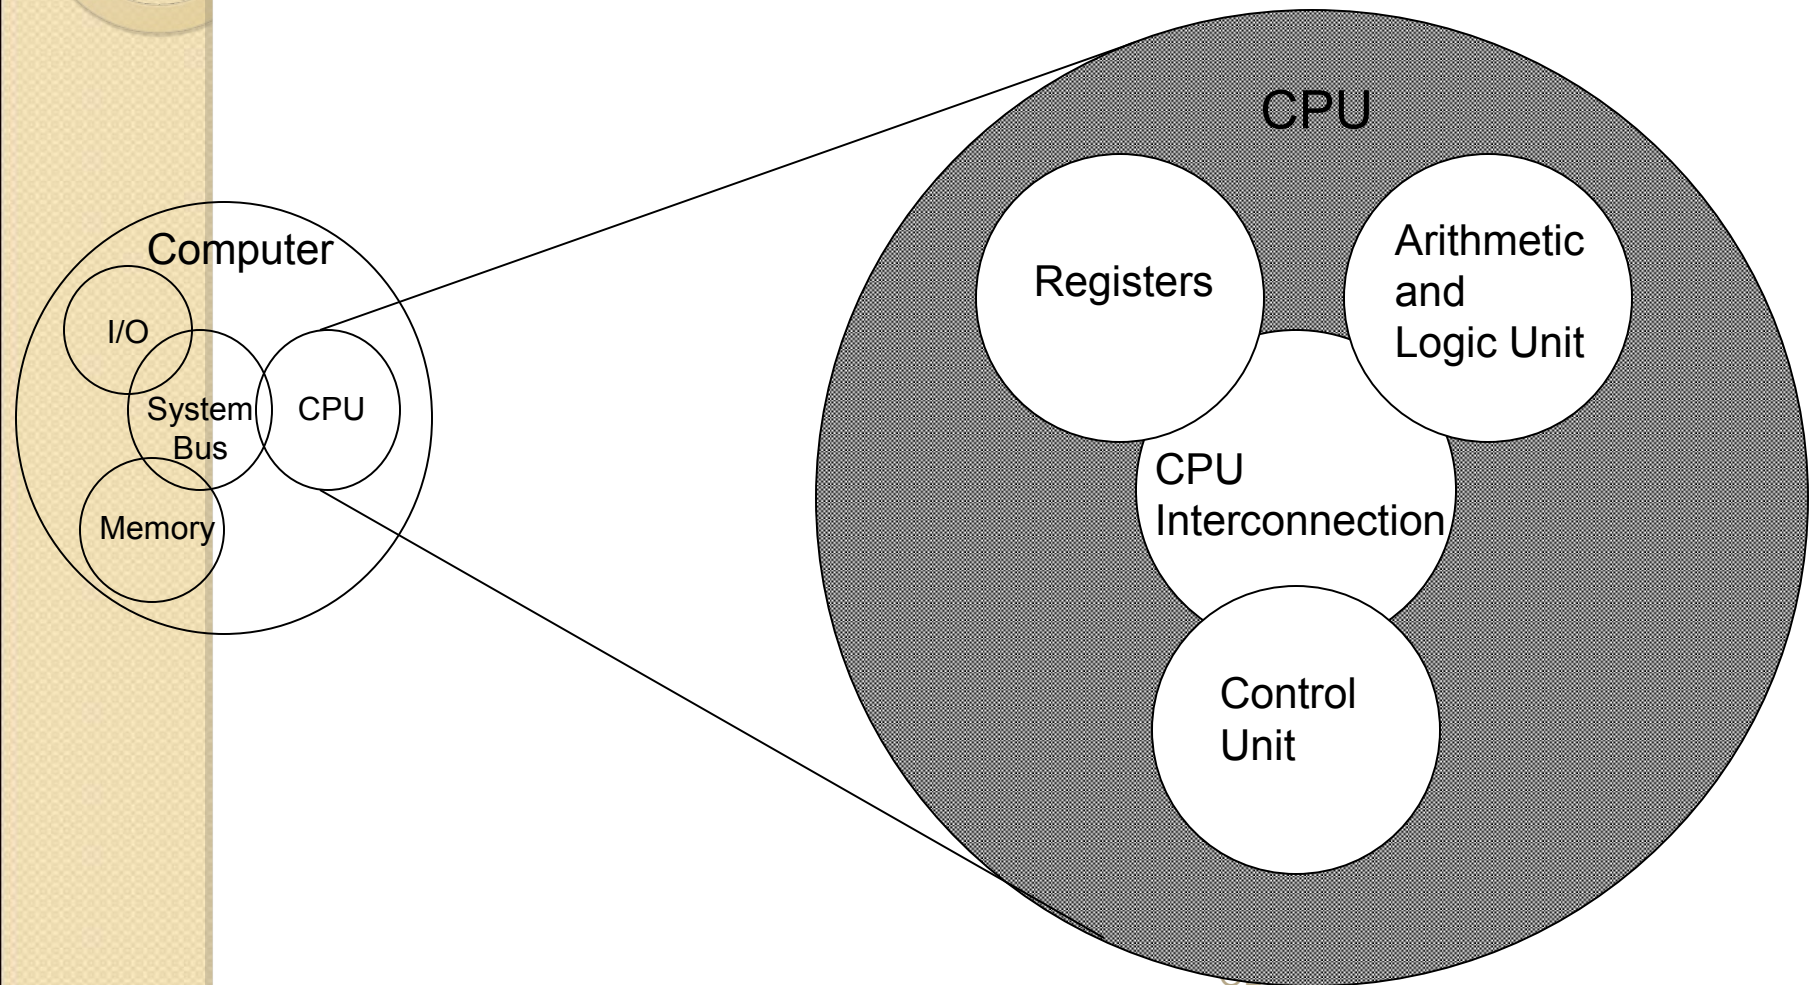 Computer
I/O
System
Bus
CPU
Memory
CPU
Registers
Arithmetic
and
Logic Unit
CPU
Interconnection
Control
Unit